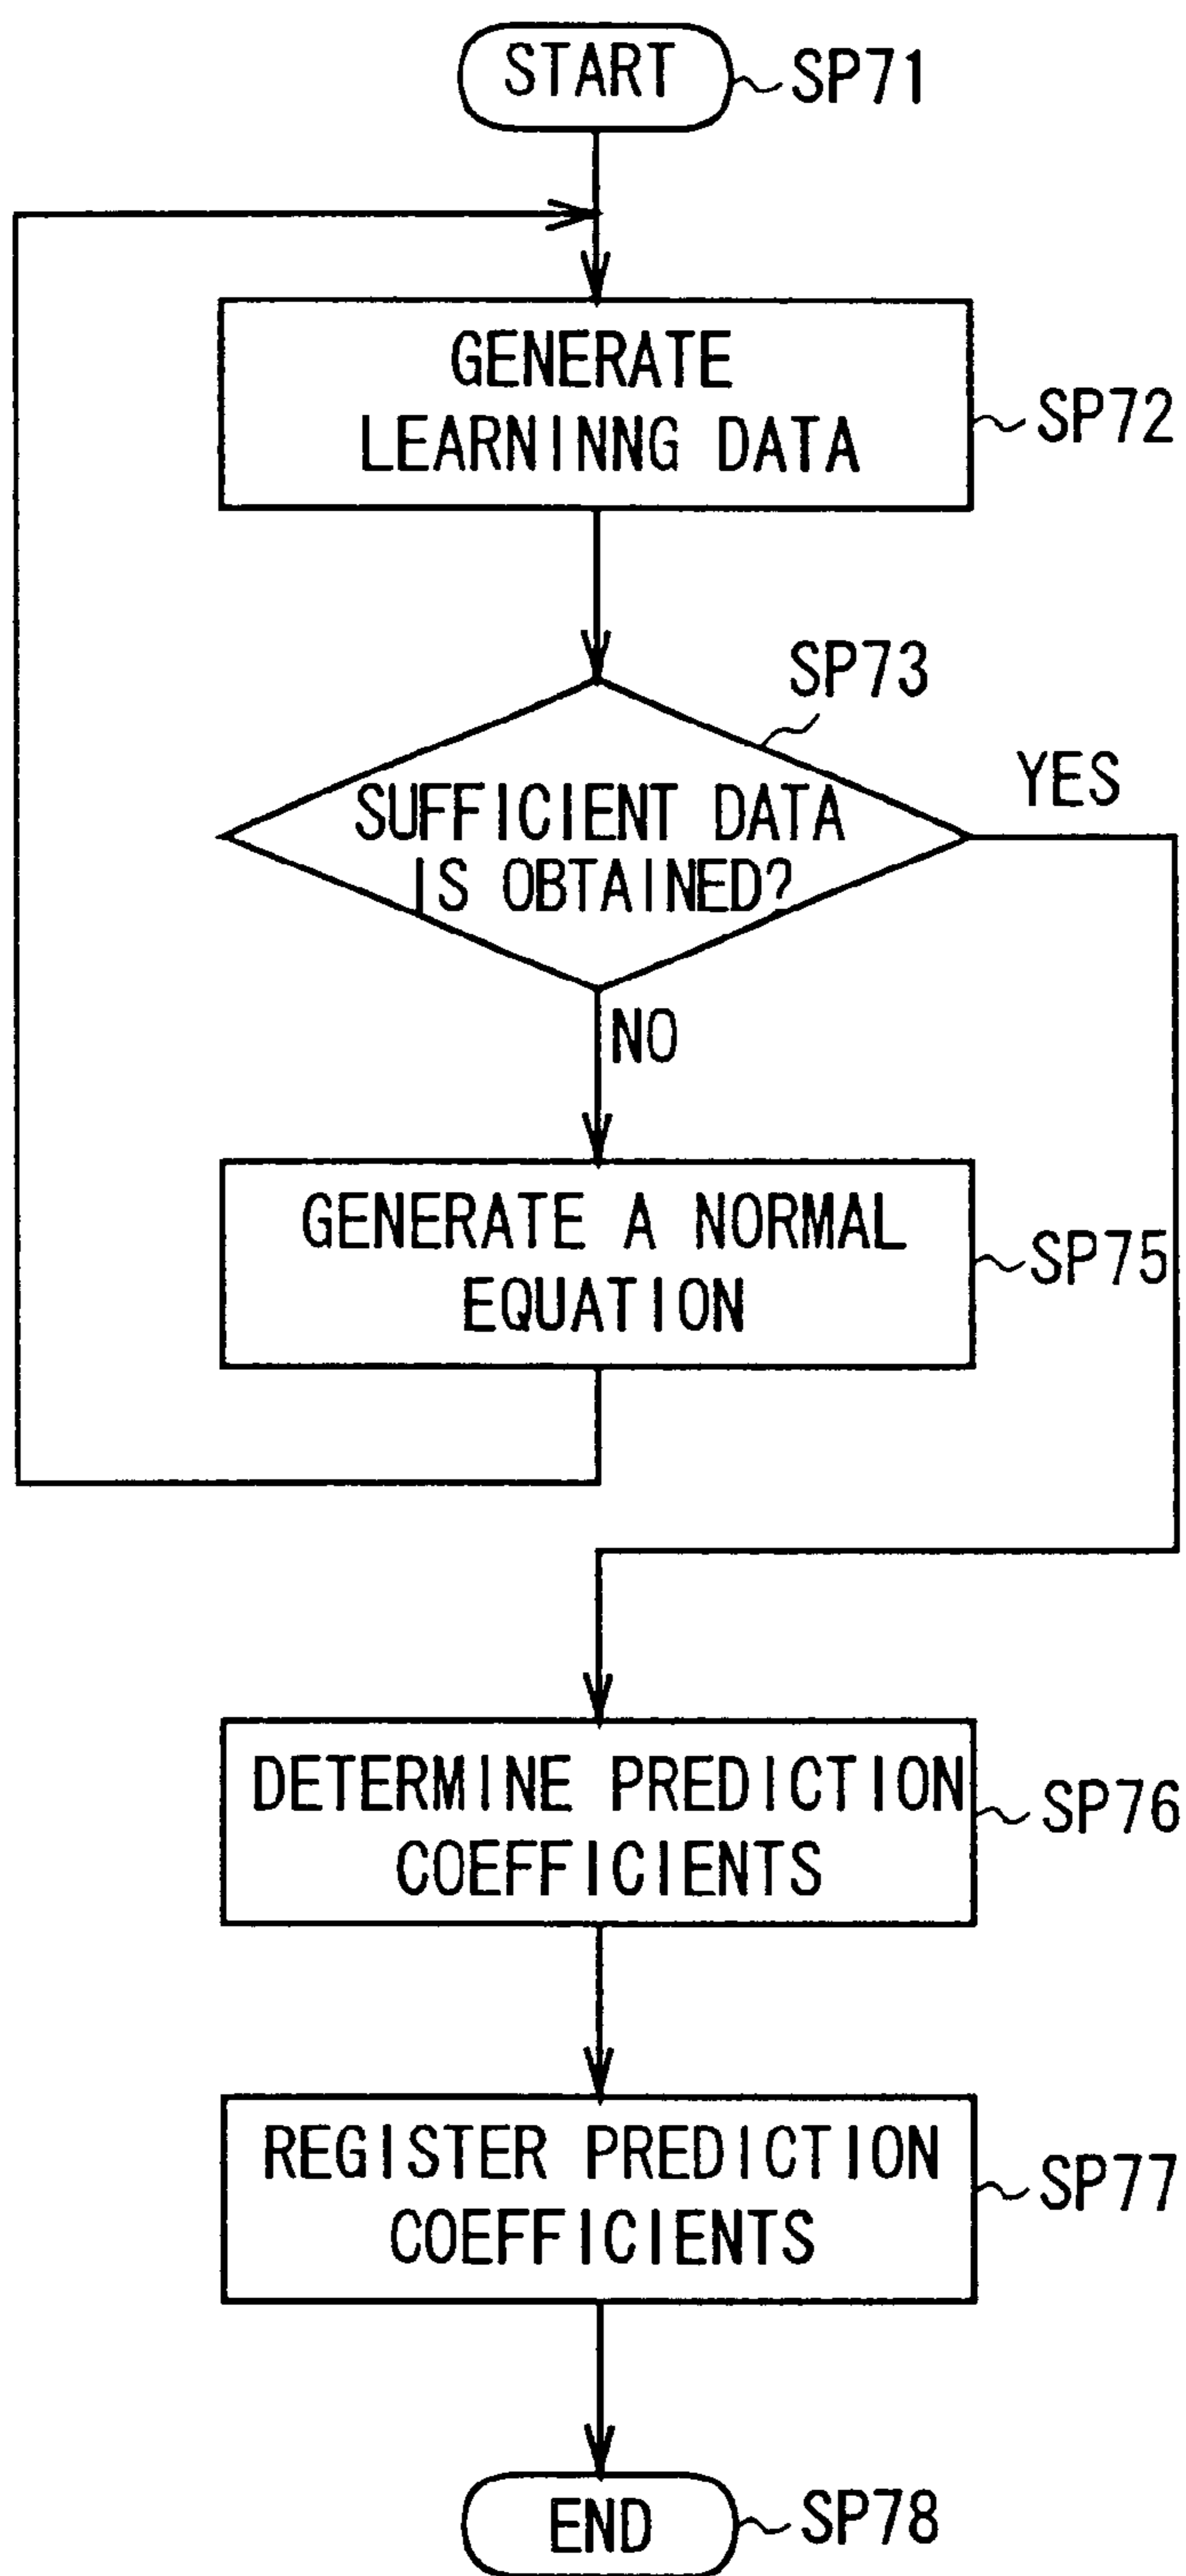 START
SP71
GENERATE
LEARNINNG DATA
SP72
SP73
SUFFICIENT DATA
IS OBTAINED?
YES
NO
GENERATE A NORMAL
EQUATION
SP75
DETERMINE PREDICTION
COEFFICIENTS
SP76
REGISTER PREDICTION
COEFFICIENTS
SP77
END
SP78